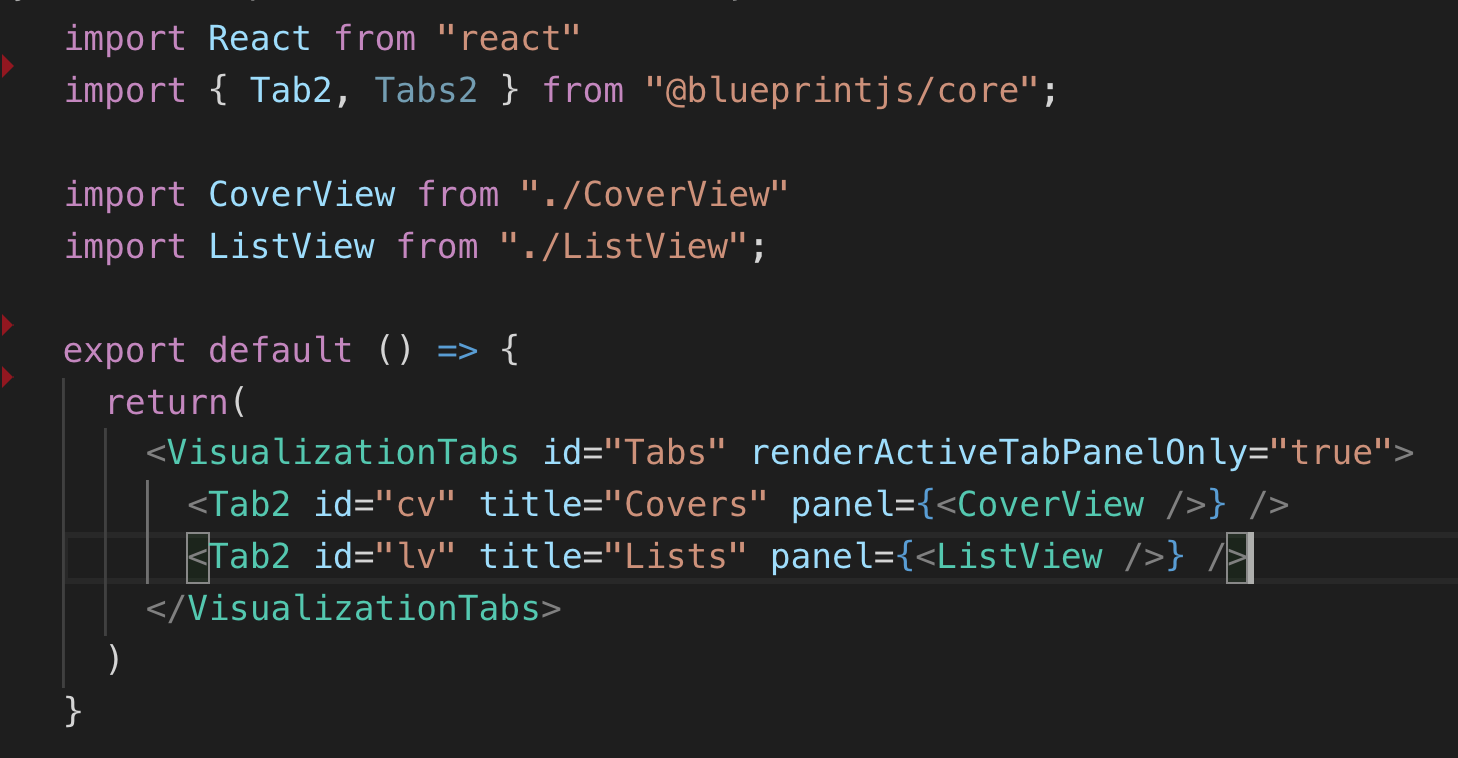 import React from "react"
import { Tab2, Tabs2 } from "@blueprintjs/core";
import CoverView from "./CoverView"
import ListView from "./ListView";
export default () => {
return(
<VisualizationTabs id="Tabs" renderActiveTabPanelOnly="true">
<Tab2 id="cv" title="Covers" panel={<CoverView />} />
<Tab2 id="lv" title="Lists" panel={<ListView />} />
</VisualizationTabs>
)
}